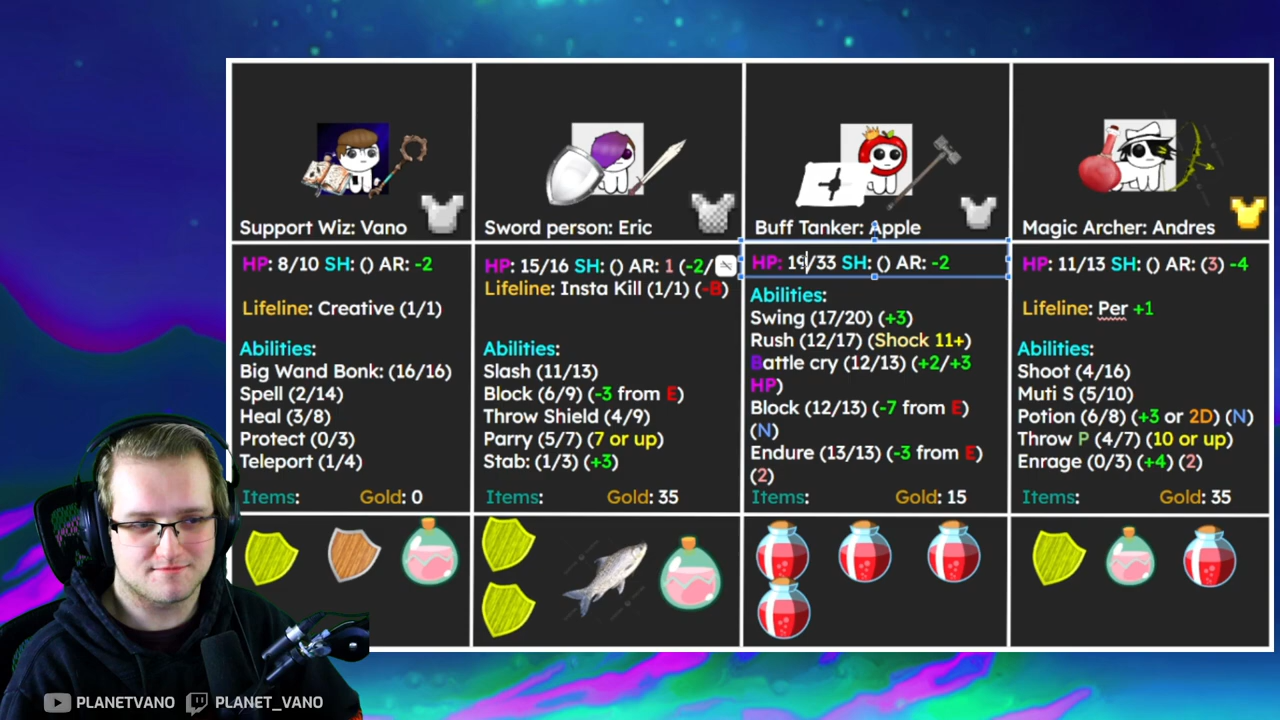 Support Wiz: Vano
HP: 8/10 SH: () AR: -2
Lifeline: Creative (1/1)
Abilities:
Big Wand Bonk: (16/16)
Spell (2/14)
Heal (3/8)
Protect (0/3)
Teleport (1/4)
Items: Gold: 0
Sword person: Eric
HP: 15/16 SH: () AR: 1 (-2/
Lifeline: Insta Kill (1/1) (-B)
Abilities:
Slash (11/13)
Block (6/9) (-3 from E)
Throw Shield (4/9)
Parry (5/7) (7 or up)
Stab: (1/3) (+3)
Items: Gold: 35
Buff Tanker: Apple
HP: 19/33 SH: () AR: -2
Abilities:
Swing (17/20) (+3)
Rush (12/17) (Shock 11+)
Battle cry (12/13) (+2/+3
HP)
Block (12/13) (-7 from E)
(N)
Endure (13/13) (-3 from E)
(2)
Items: Gold: 15
Magic Archer: Andres
HP: 11/13 SH: () AR: (3) -4
Lifeline: Per +1
Abilities:
Shoot (4/16)
Muti S (5/10)
Potion (6/8) (+3 or 2D) (N)
Throw P (4/7) (10 or up)
Enrage (0/3) (+4) (2)
Items: Gold: 35
PLANETVANO PLANET_VANO